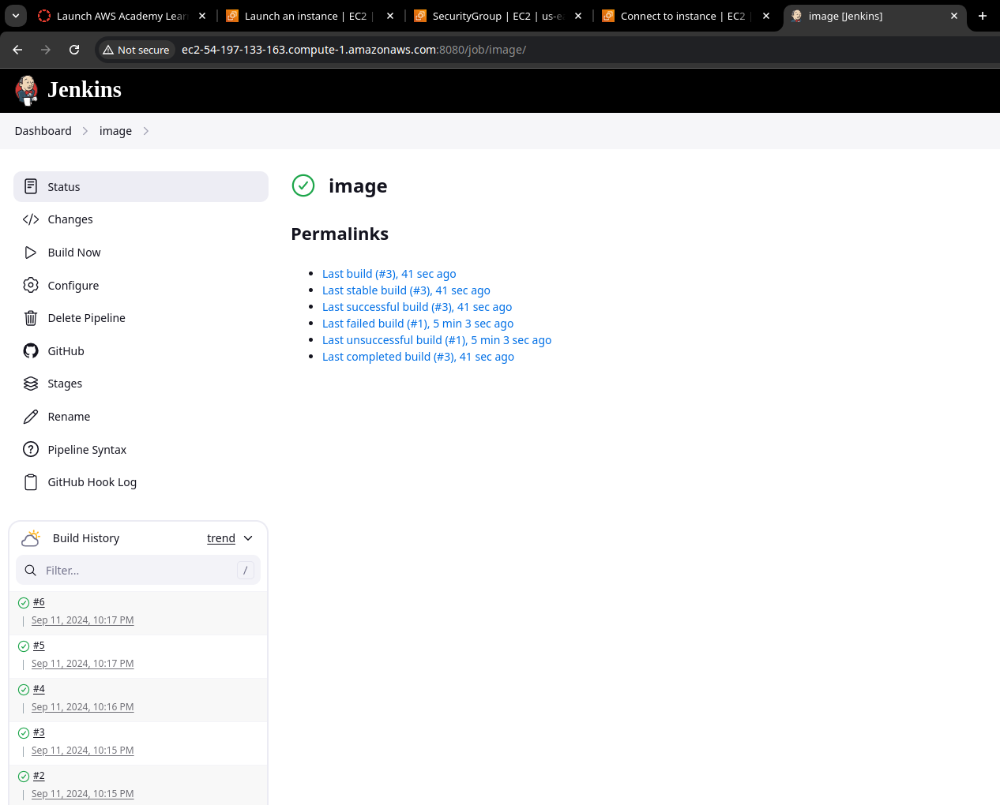 Launch AWS Academy Lear
Launch an instance | EC2 |
SecurityGroup | EC2 | us-ea
Connect to instance | EC2
image [Jenkins]
Not secure
ec2-54-197-133-163.compute-1.amazonaws.com:8080/job/image/
Jenkins
Dashboard
image
Status
Changes
Build Now
Configure
Delete Pipeline
GitHub
Stages
Rename
Pipeline Syntax
GitHub Hook Log
image
Permalinks
Last build (#3), 41 sec ago
Last stable build (#3), 41 sec ago
Last successful build (#3), 41 sec ago
Last failed build (#1), 5 min 3 sec ago
Last unsuccessful build (#1), 5 min 3 sec ago
Last completed build (#3), 41 sec ago
Build History
trend
Filter...
/
#6
| Sep 11, 2024, 10:17 PM
#5
| Sep 11, 2024, 10:17 PM
#4
| Sep 11, 2024, 10:16 PM
#3
| Sep 11, 2024, 10:15 PM
#2
| Sep 11, 2024, 10:15 PM